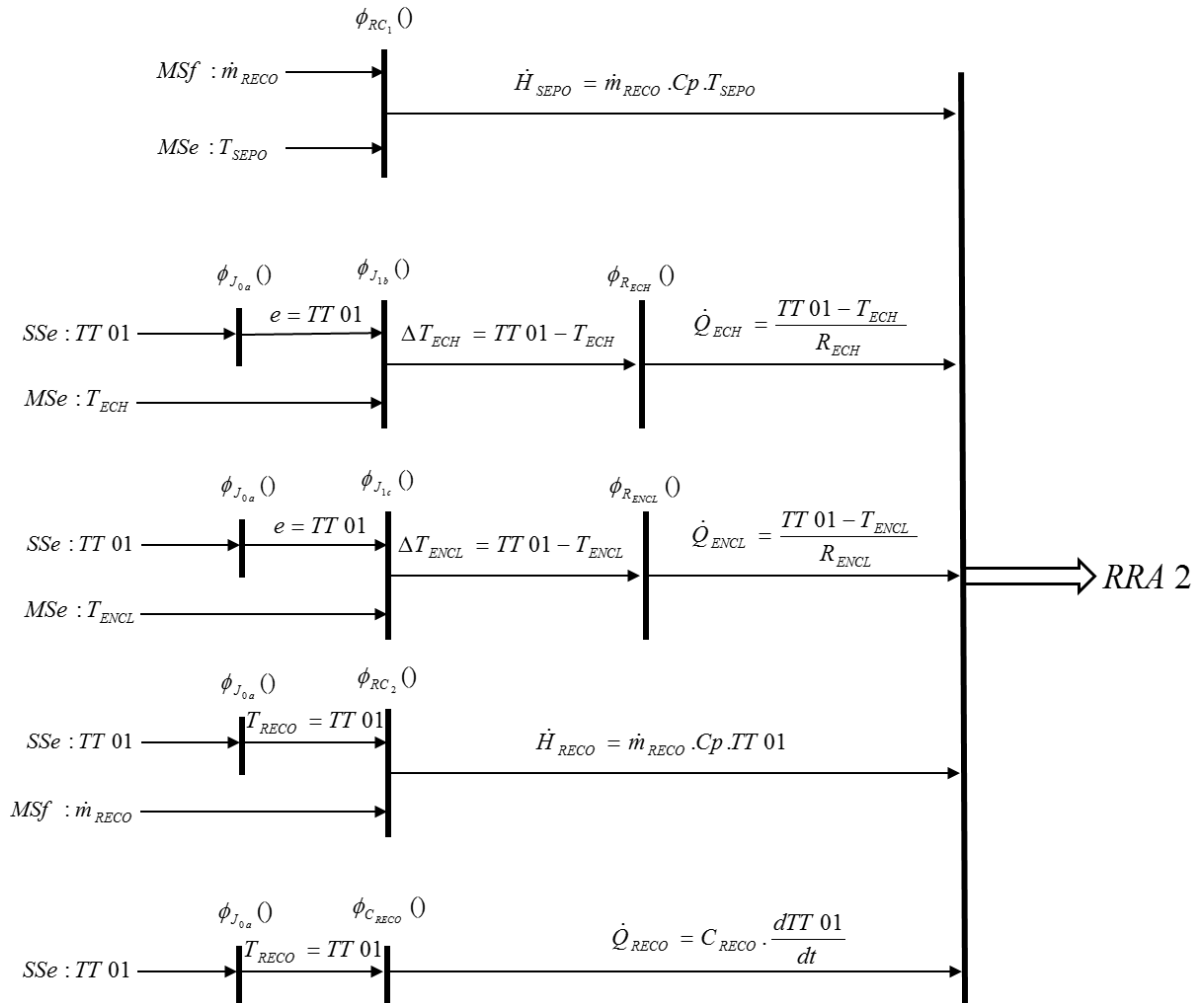 ϕ_{RC_1}()
MSf : ṁ_{RECO}
Ḣ_{SEPO} = ṁ_{RECO} .Cp.T_{SEPO}
MSe : T_{SEPO}
ϕ_{J_{0a}}() ϕ_{J_{1b}}() ϕ_{R_{ECH}}()
SSe : TT 01 e = TT 01 ΔT_{ECH} = TT 01 − T_{ECH} Q̇_{ECH} = \frac{TT 01 − T_{ECH}}{R_{ECH}}
MSe : T_{ECH}
ϕ_{J_{0a}}() ϕ_{J_{1c}}() ϕ_{R_{ENCL}}()
SSe : TT 01 e = TT 01 ΔT_{ENCL} = TT 01 − T_{ENCL} Q̇_{ENCL} = \frac{TT 01 − T_{ENCL}}{R_{ENCL}}
RRA 2
MSe : T_{ENCL}
ϕ_{J_{0a}}() ϕ_{RC_2}()
SSe : TT 01 T_{RECO} = TT 01 Ḣ_{RECO} = ṁ_{RECO} .Cp.TT 01
MSf : ṁ_{RECO}
ϕ_{J_{0a}}() ϕ_{C_{RECO}}()
SSe : TT 01 T_{RECO} = TT 01 Q̇_{RECO} = C_{RECO} . \frac{dTT 01}{dt}